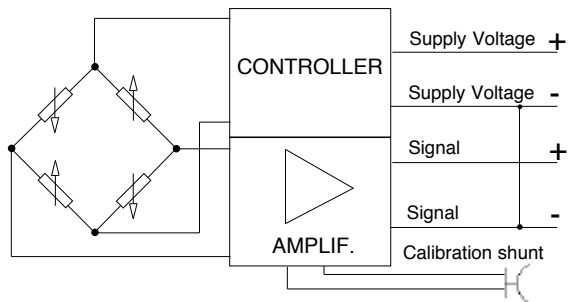 Supply Voltage +
CONTROLLER
Supply Voltage -
Signal +
Signal -
AMPLIF.
Calibration shunt